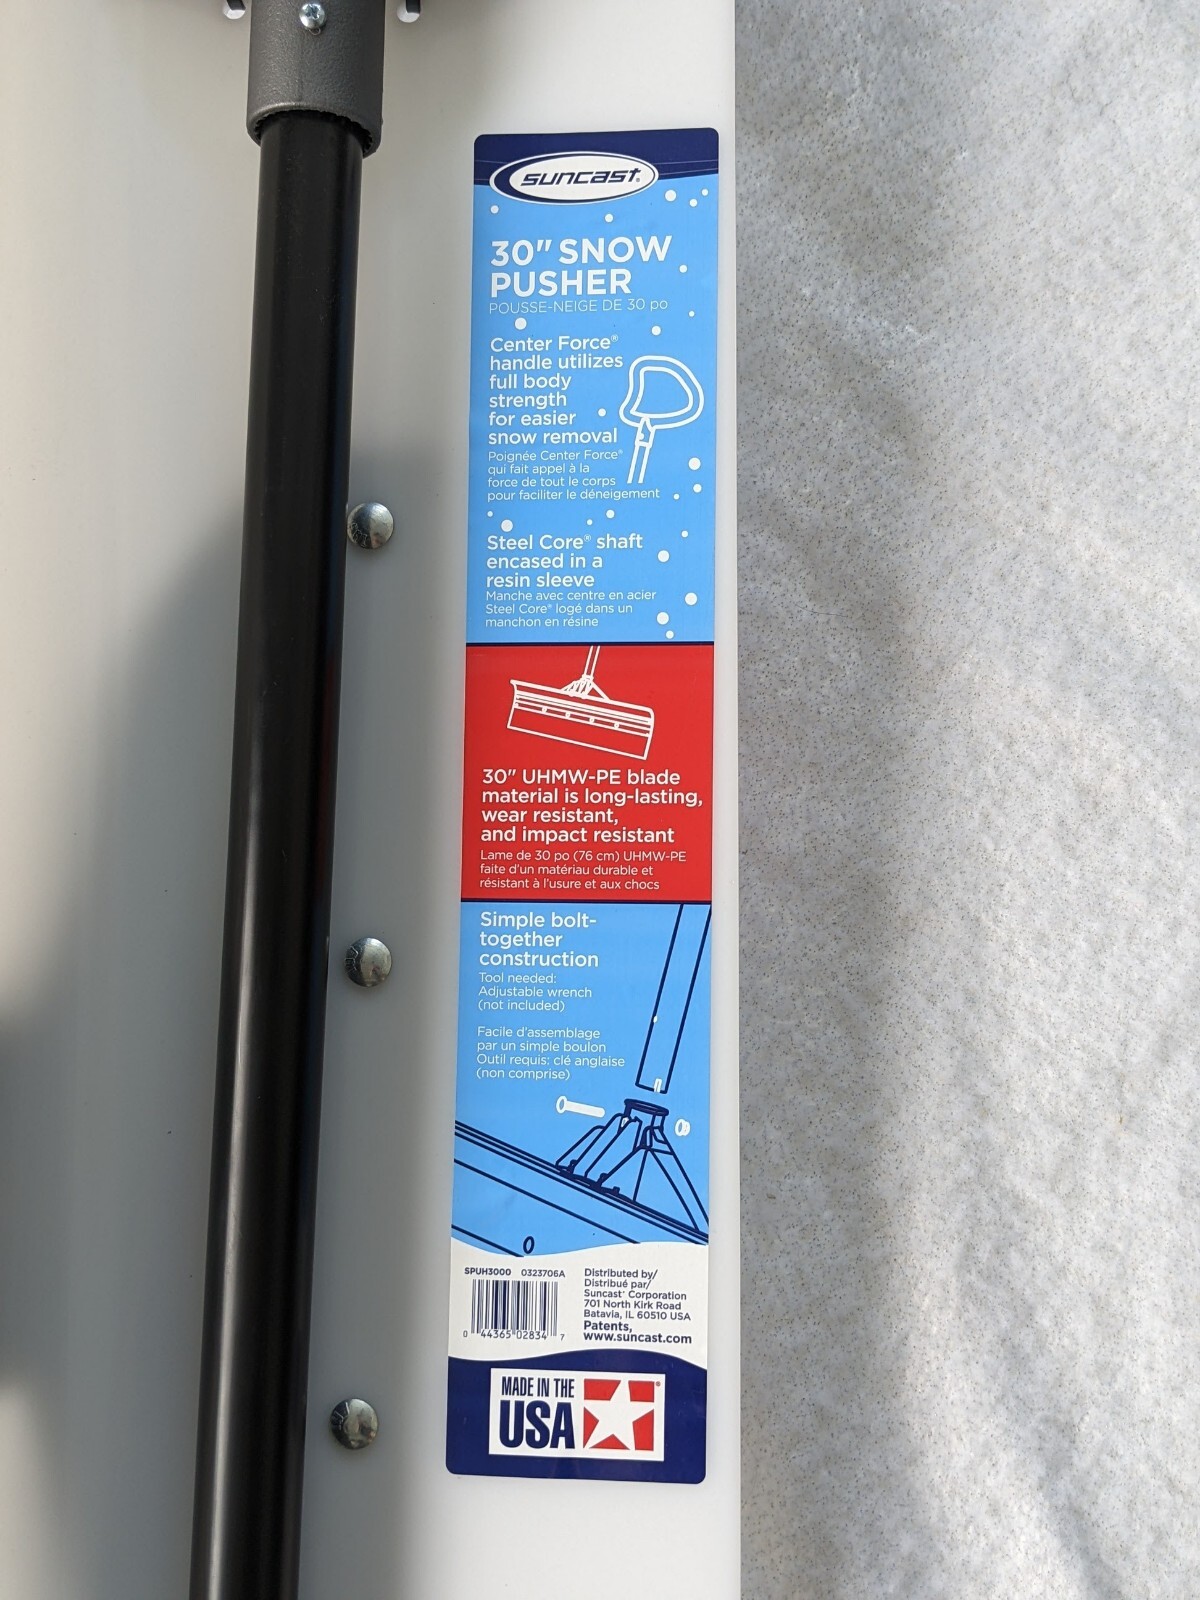 suncast®
30" SNOW
PUSHER
POUSSE-NEIGE DE 30 po
Center Force®
handle utilizes
full body
strength
for easier
snow removal
Poignée Center Force®
qui fait appel à la
force de tout le corps
pour faciliter le déneigement
Steel Core® shaft
encased in a
resin sleeve
Manche avec centre en acier
Steel Core® logé dans un
manchon en résine
30" UHMW-PE blade
material is long-lasting,
wear resistant,
and impact resistant
Lame de 30 po (76 cm) UHMW-PE
faite d'un matériau durable et
résistant à l'usure et aux chocs
Simple bolt-
together
construction
Tool needed:
Adjustable wrench
(not included)
Facile d'assemblage
par un simple boulon
Outil requis: clé anglaise
(non comprise)
SPUH3000 0323706A
0 44365 02834 7
Distributed by/
Distribué par/
Suncast® Corporation
701 North Kirk Road
Batavia, IL 60510 USA
Patents,
www.suncast.com
MADE IN THE
USA